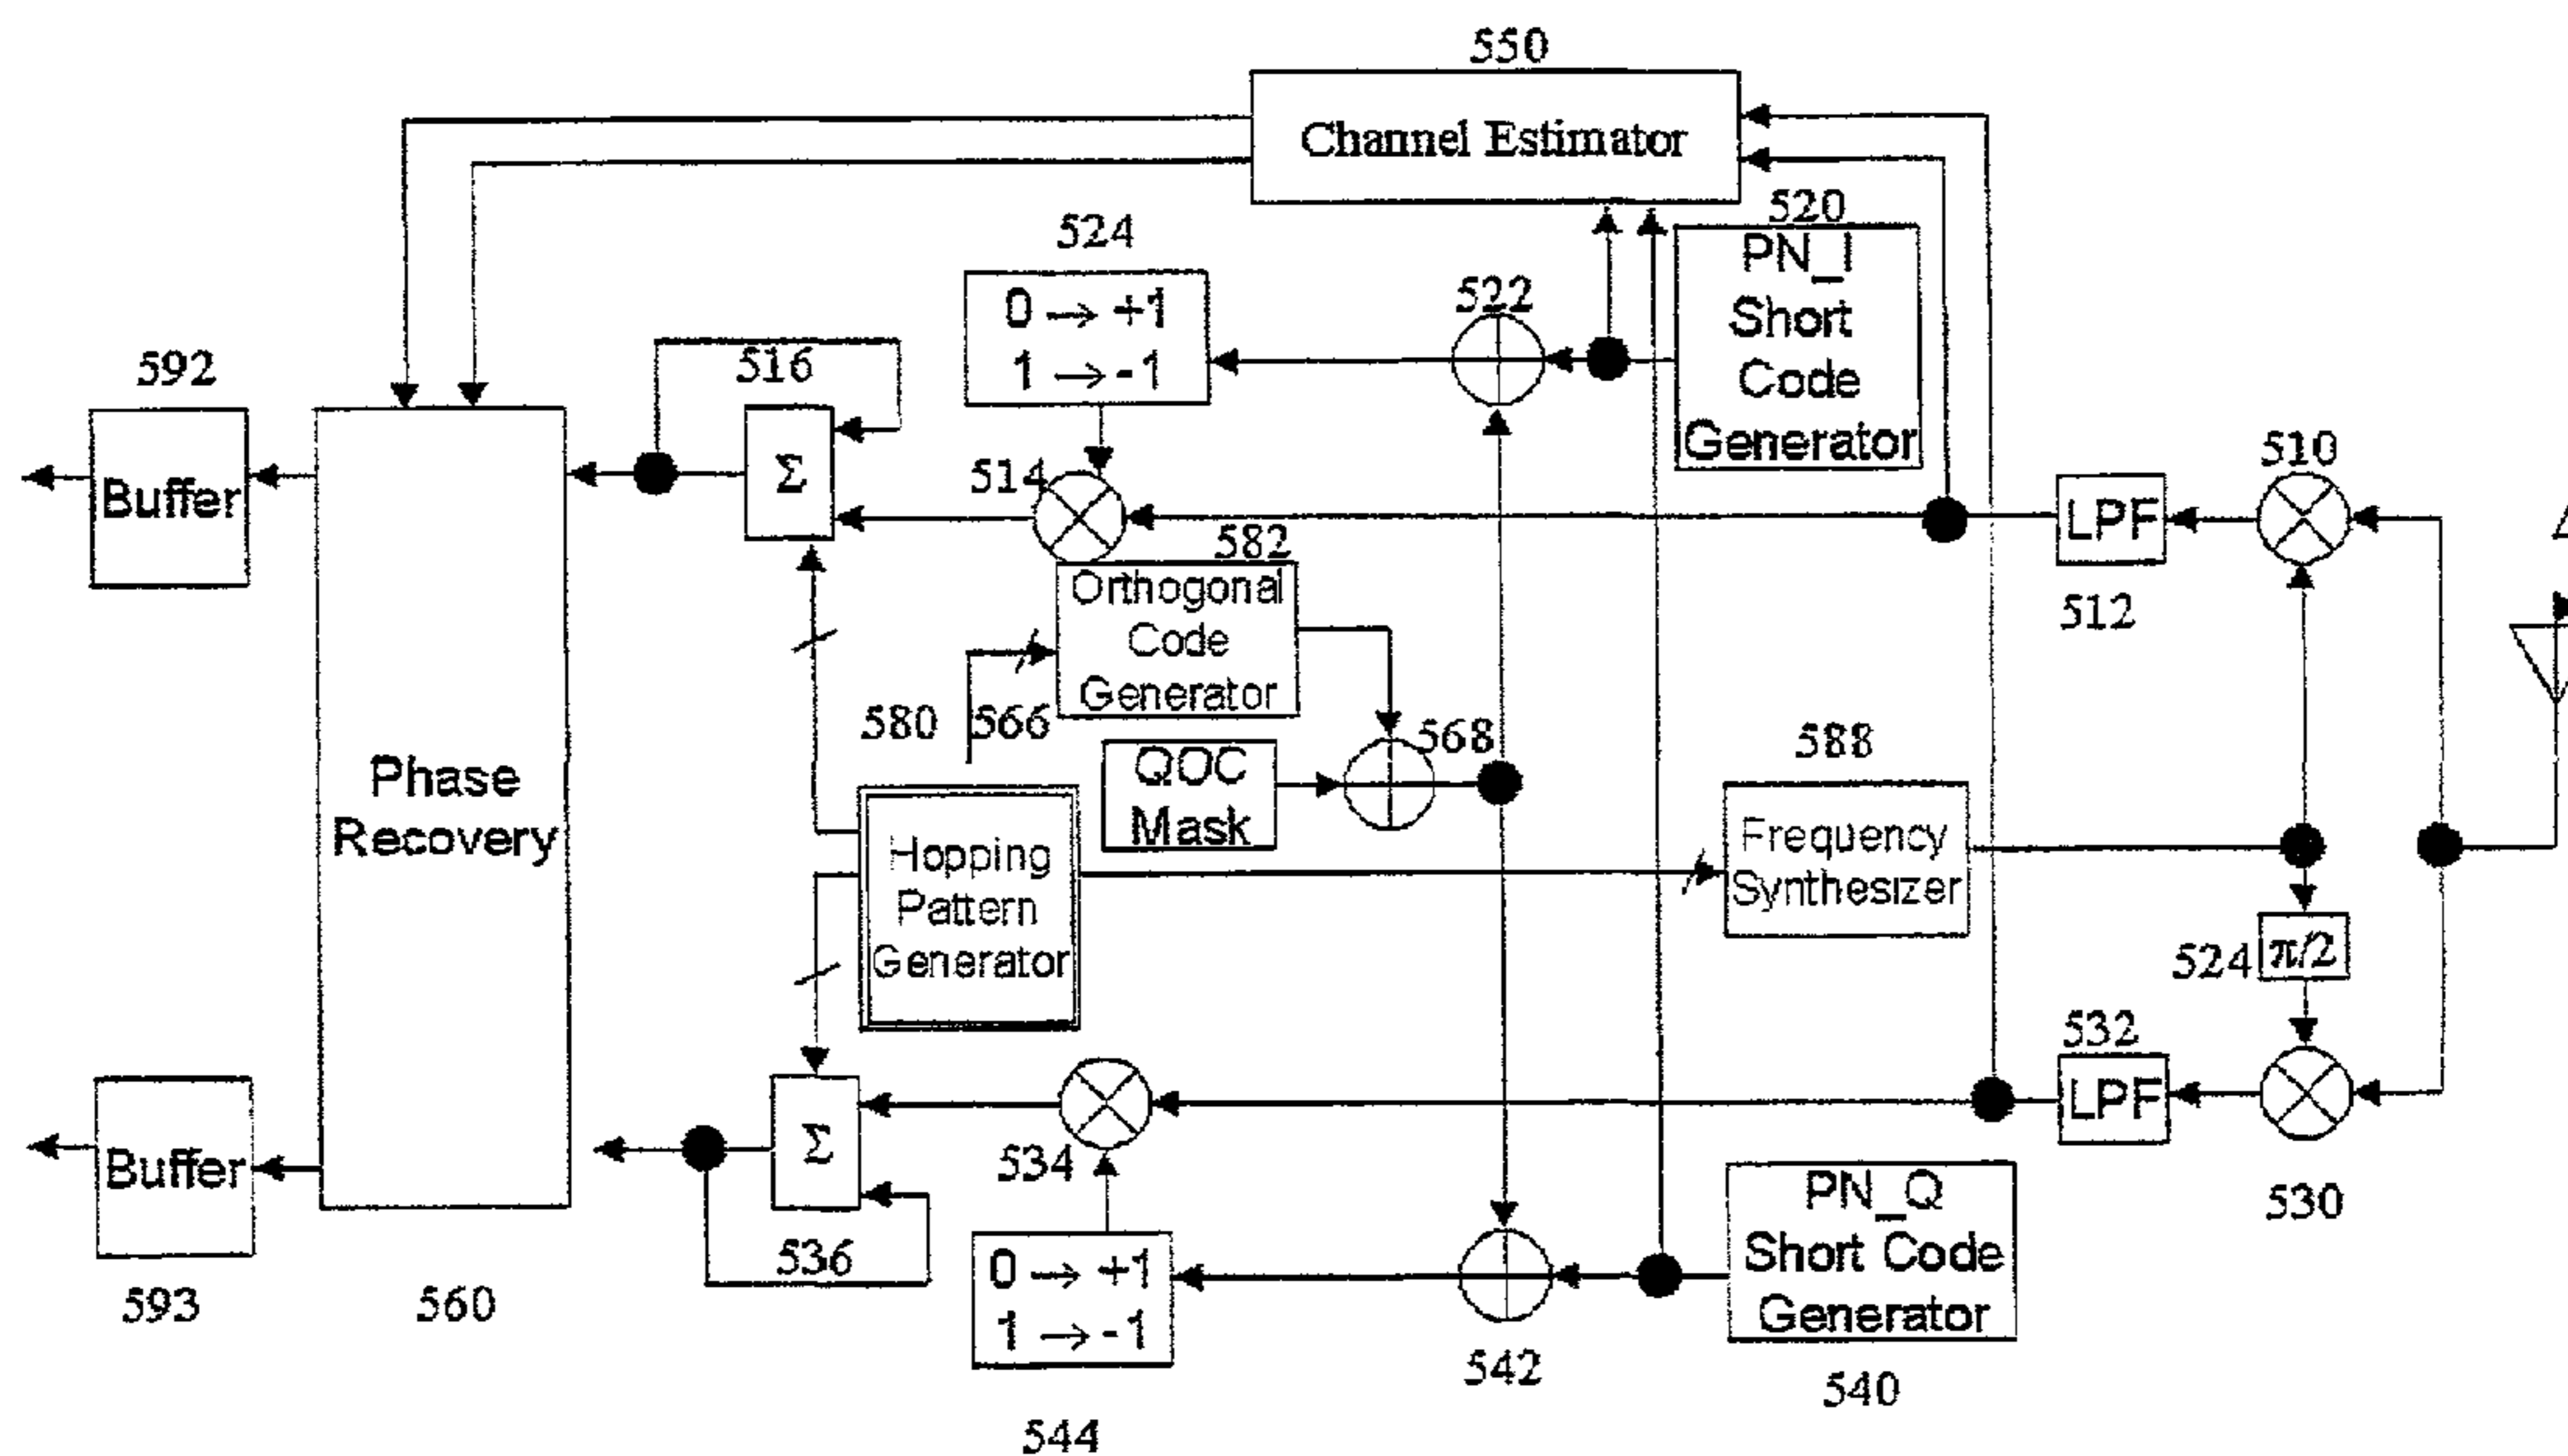 550
Channel Estimator
520
PN_I
Short
Code
Generator
524
0 → +1
1 → -1
522
592
Buffer
516
Σ
514
510
LPF
512
582
Orthogonal
Code
Generator
580
566
568
QOC
Mask
588
Frequency
Synthesizer
Phase
Recovery
Hopping
Pattern
Generator
524
π/2
532
LPF
530
534
Σ
536
Buffer
593
560
0 → +1
1 → -1
544
542
PN_Q
Short Code
Generator
540